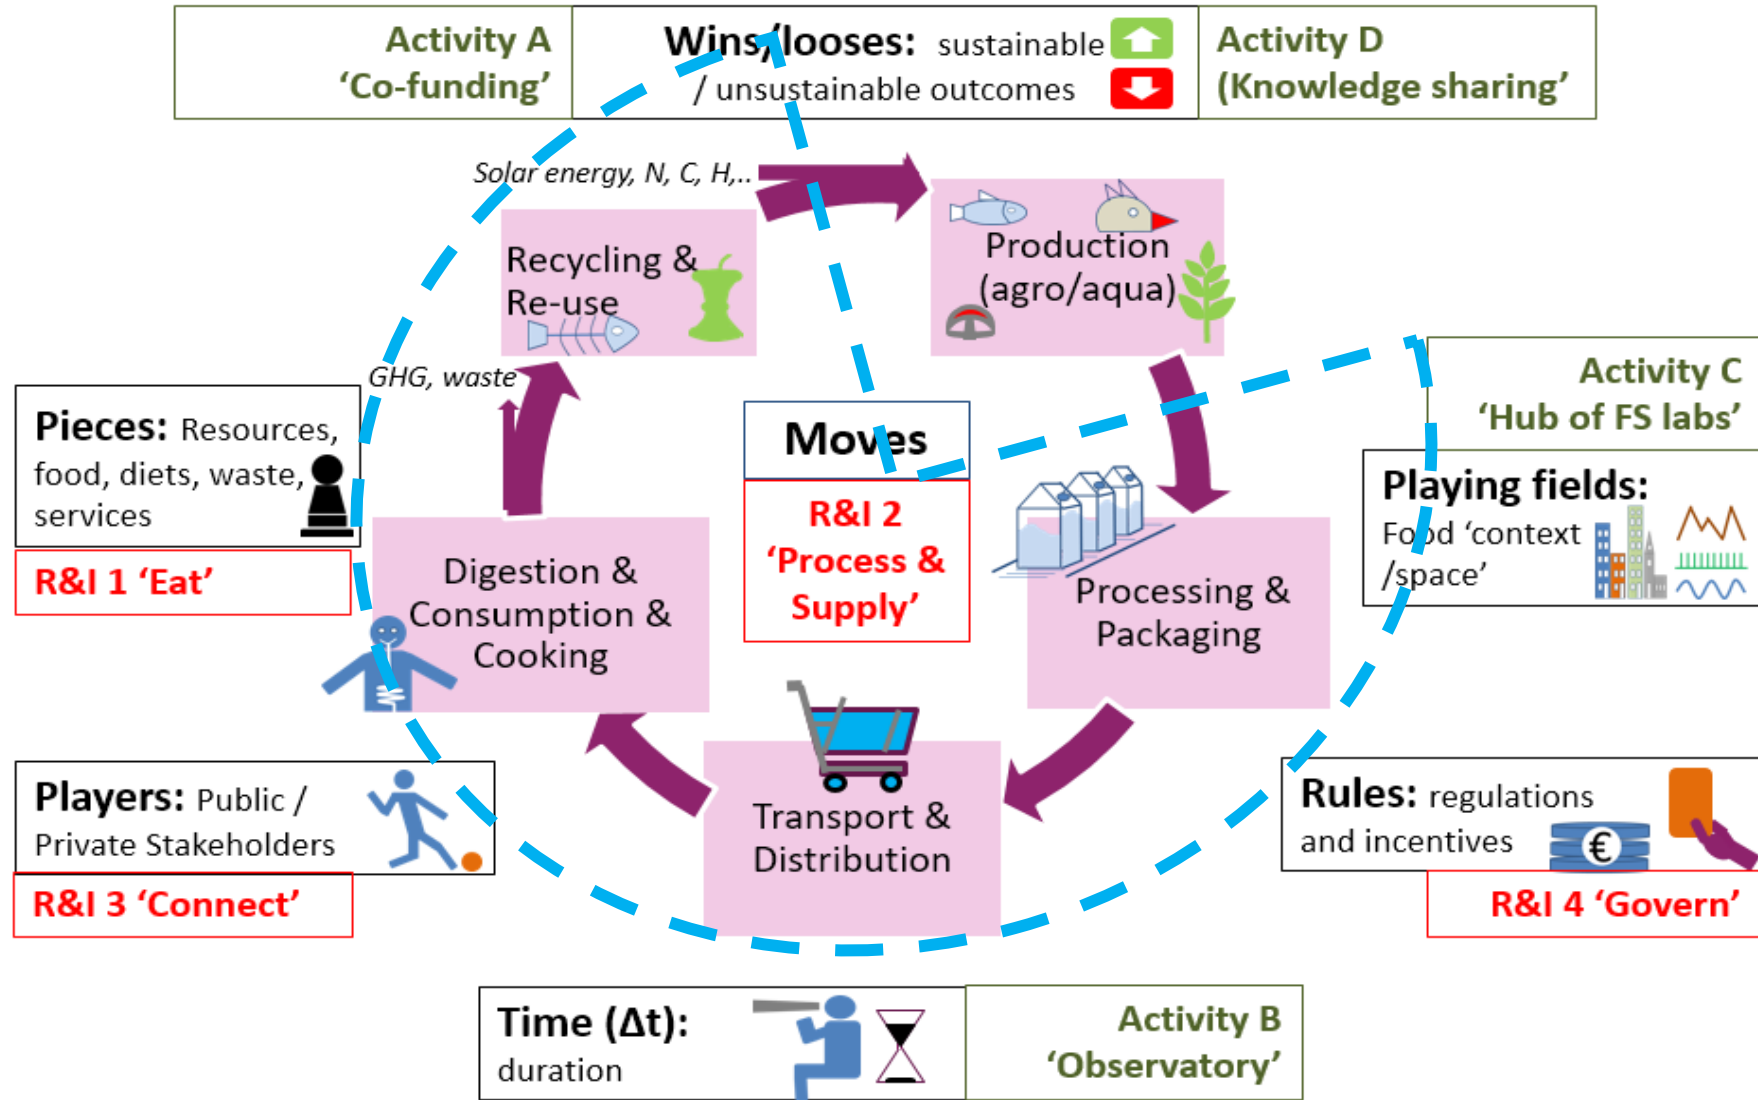 Activity A
‘Co-funding’
Wins/looses: sustainable
/ unsustainable outcomes
Activity D
(Knowledge sharing’
Solar energy, N, C, H,..
Recycling &
Re-use
Production
(agro/aqua)
GHG, waste
Pieces: Resources,
food, diets, waste,
services
R&I 1 ‘Eat’
Moves
R&I 2
‘Process &
Supply’
Activity C
‘Hub of FS labs’
Playing fields:
Food ‘context
/space’
Digestion &
Consumption &
Cooking
Processing &
Packaging
Players: Public /
Private Stakeholders
R&I 3 ‘Connect’
Transport &
Distribution
Rules: regulations
and incentives
€
R&I 4 ‘Govern’
Time (Δt):
duration
Activity B
‘Observatory’